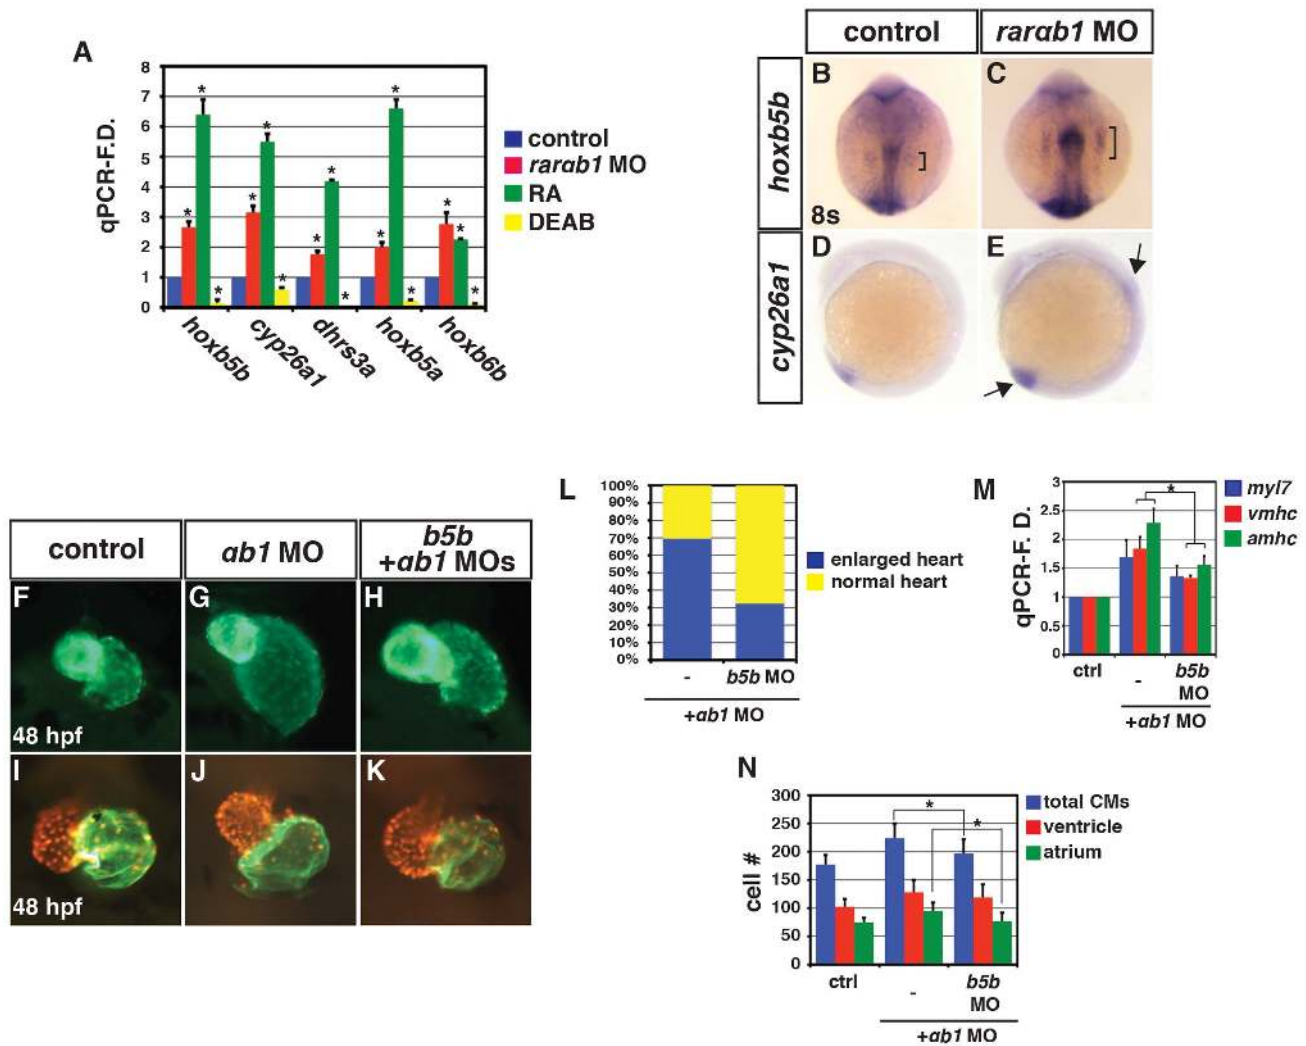 A
8
7
6
5
4
3
2
1
0
qPCR-F.D.
* * * * * * * * * * * * * * *
hoxb5b cyp26a1 dhrs3a hoxb5a hoxb6b
control
rarαb1 MO
RA
DEAB
control rarαb1 MO
hoxb5b
B C
8s
cyp26a1
D E
control ab1 MO b5b
+ab1 MOs
F G H
48 hpf
I J K
48 hpf
L
100%
90%
80%
70%
60%
50%
40%
30%
20%
10%
0%
- b5b MO
+ab1 MO
enlarged heart
normal heart
M
3
2.5
2
1.5
1
0.5
0
qPCR-F. D.
*
ctrl - b5b
MO
+ab1 MO
myl7
vmhc
amhc
N
300
250
200
150
100
50
0
cell #
* *
ctrl - b5b
MO
+ab1 MO
total CMs
ventricle
atrium